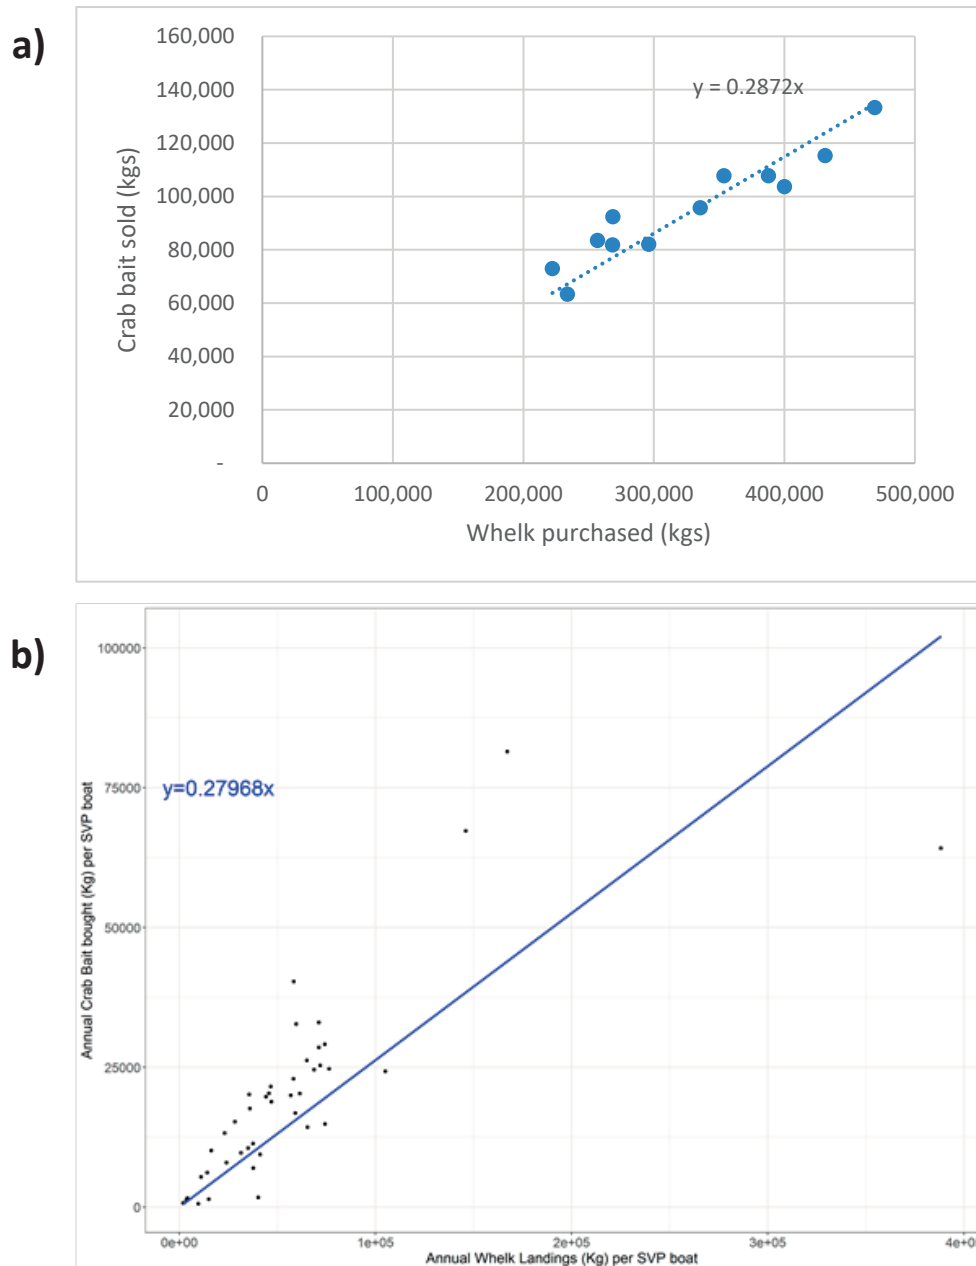 a)
160,000
140,000
120,000
100,000
80,000
60,000
40,000
20,000
-
Crab bait sold (kgs)
y = 0.2872x
0
100,000
200,000
300,000
400,000
500,000
Whelk purchased (kgs)
b)
100000
75000
50000
25000
0
Annual Crab Bait bought (Kg) per SVP boat
y=0.27968x
0e+00
1e+05
2e+05
3e+05
4e+0
Annual Whelk Landings (Kg) per SVP boat